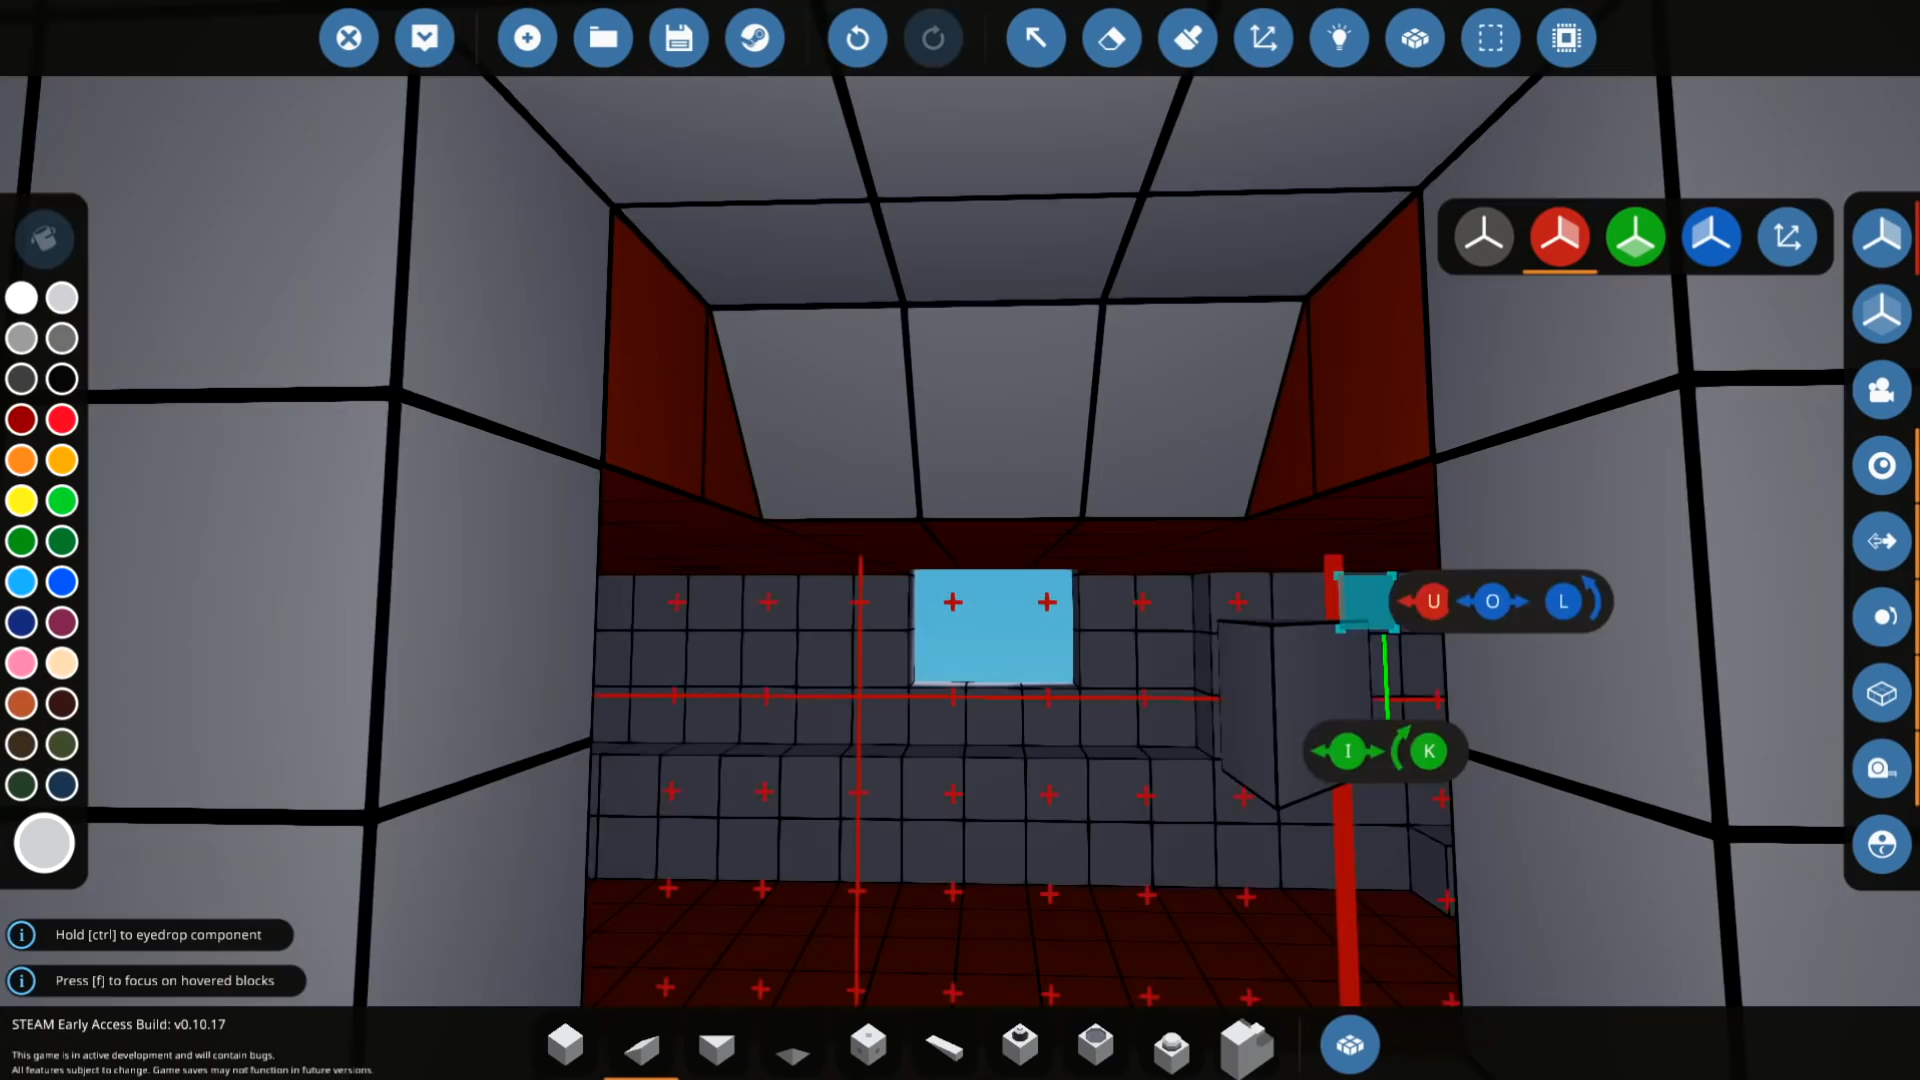 U
O
L
I
K
Hold [ctrl] to eyedrop component
Press [f] to focus on hovered blocks
STEAM Early Access Build: v0.10.17
This game is in active development and will contain bugs.
All features subject to change. Game saves may not function in future versions.